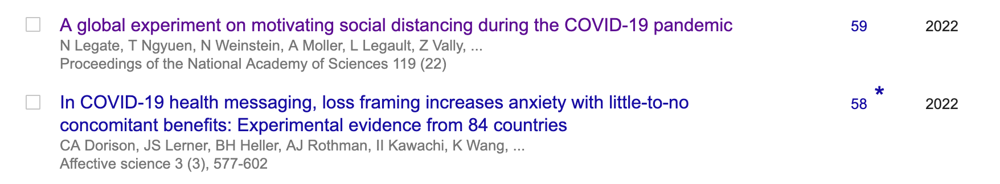 A global experiment on motivating social distancing during the COVID-19 pandemic 59 2022
N Legate, T Ngyuen, N Weinstein, A Moller, L Legault, Z Vally, ...
Proceedings of the National Academy of Sciences 119 (22)
In COVID-19 health messaging, loss framing increases anxiety with little-to-no 58 * 2022
concomitant benefits: Experimental evidence from 84 countries
CA Dorison, JS Lerner, BH Heller, AJ Rothman, II Kawachi, K Wang, ...
Affective science 3 (3), 577-602